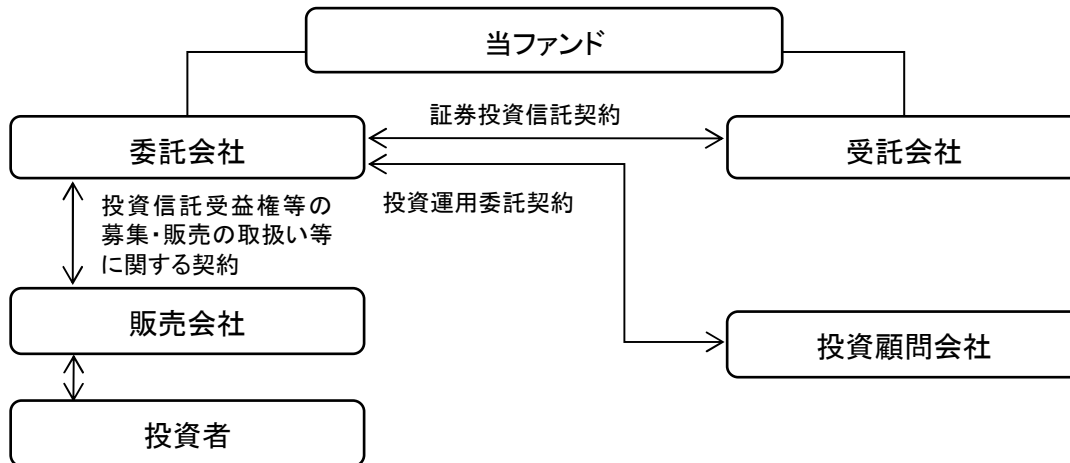 当ファンド
証券投資信託契約
委託会社
受託会社
投資運用委託契約
投資信託受益権等の
募集・販売の取扱い等
に関する契約
販売会社
投資顧問会社
投資者